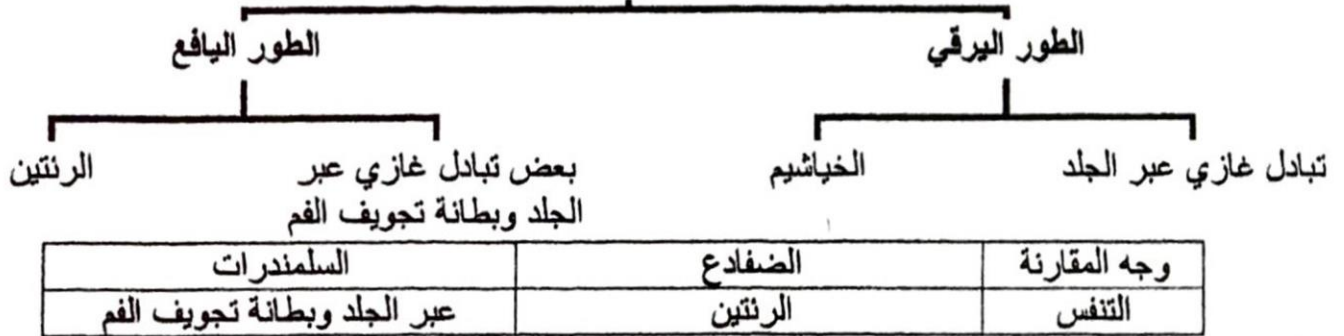 الطور اليرقي الطور اليافع
تبادل غازي عبر الجلد الخياشيم بعض تبادل غازي عبر الرئتين
الجلد وبطانة تجويف الفم
وجه المقارنة الضفادع السلمندرات
التنفس الرئتين عبر الجلد وبطانة تجويف الفم